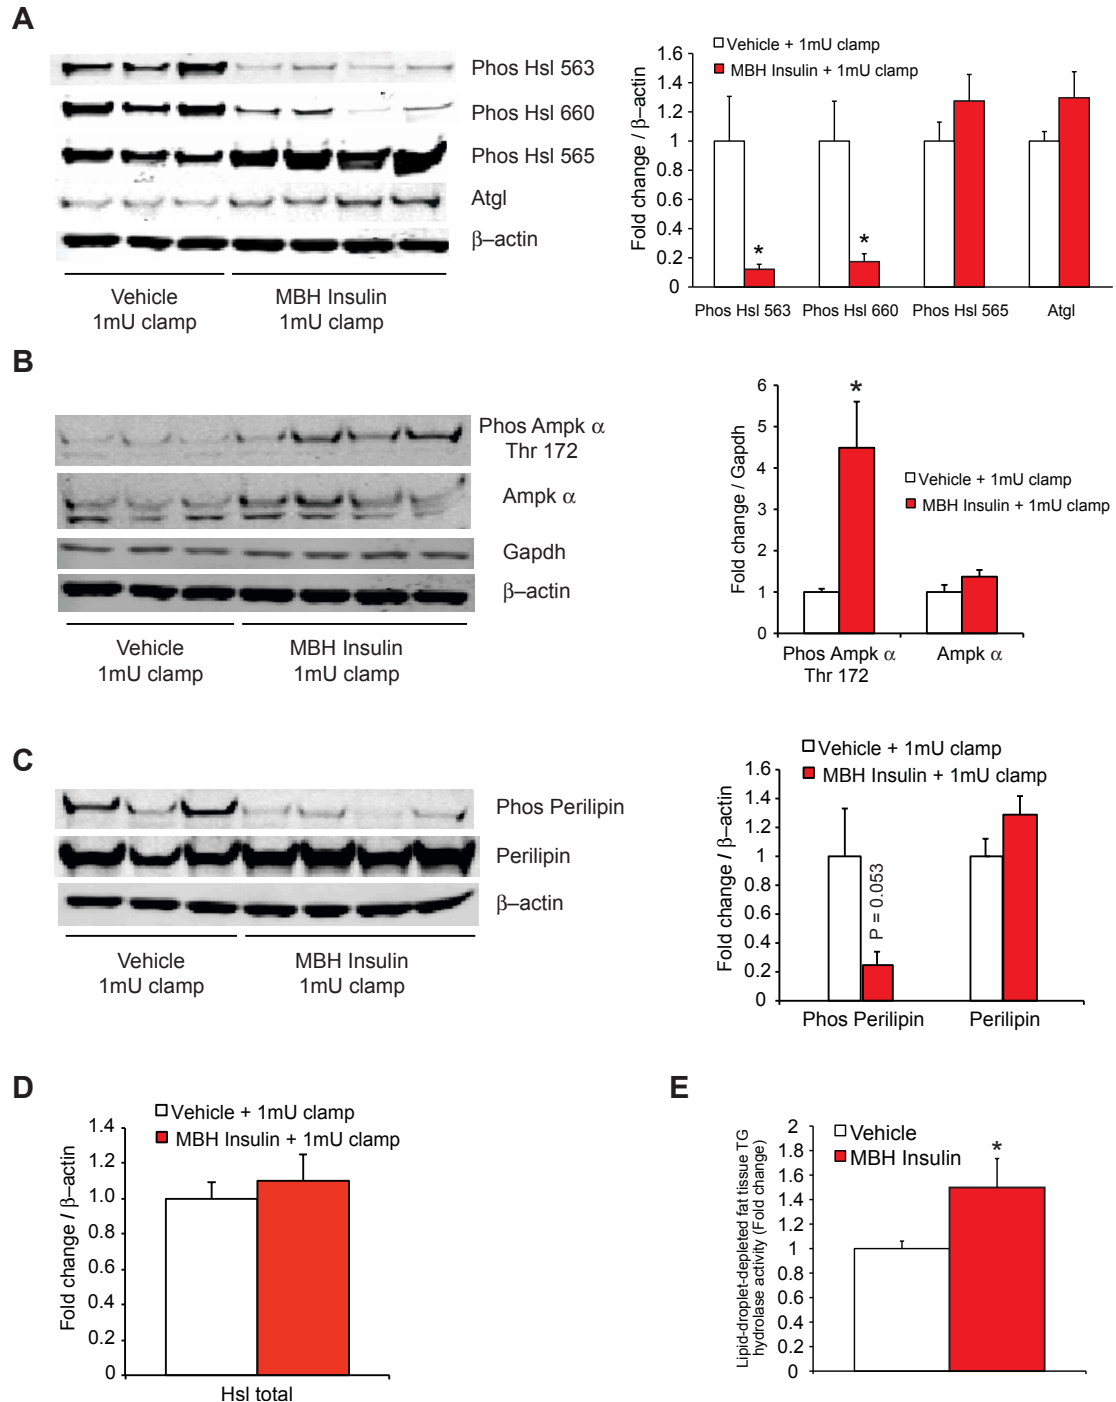 A
Phos Hsl 563
Phos Hsl 660
Phos Hsl 565
Atgl
β–actin
Vehicle
1mU clamp
MBH Insulin
1mU clamp
Vehicle + 1mU clamp
MBH Insulin + 1mU clamp
Fold change / β–actin
1.6
1.4
1.2
1
0.8
0.6
0.4
0.2
0
*
*
Phos Hsl 563
Phos Hsl 660
Phos Hsl 565
Atgl
B
Phos Ampk α
Thr 172
Ampk α
Gapdh
β–actin
Vehicle
1mU clamp
MBH Insulin
1mU clamp
Fold change / Gapdh
6
5
4
3
2
1
0
*
Vehicle + 1mU clamp
MBH Insulin + 1mU clamp
Phos Ampk α
Thr 172
Ampk α
C
Phos Perilipin
Perilipin
β–actin
Vehicle
1mU clamp
MBH Insulin
1mU clamp
Vehicle + 1mU clamp
MBH Insulin + 1mU clamp
Fold change / β–actin
1.6
1.4
1.2
1
0.8
0.6
0.4
0.2
0
P = 0.053
Phos Perilipin
Perilipin
D
Vehicle + 1mU clamp
MBH Insulin + 1mU clamp
Fold change / β–actin
1.4
1.2
1.0
0.8
0.6
0.4
0.2
0
Hsl total
E
Vehicle
MBH Insulin
Lipid-droplet-depleted fat tissue TG
hydrolase activity (Fold change)
2
1.8
1.6
1.4
1.2
1
0.8
0.6
0.4
0.2
0
*